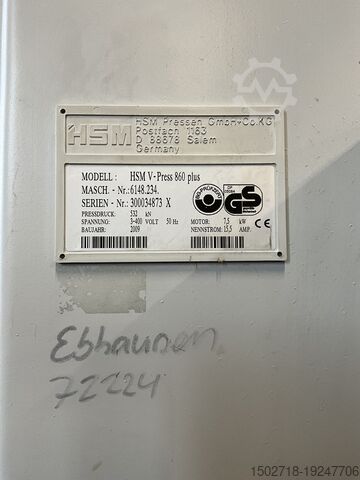 HSM
HSM Pressen GmbH+Co.KG
Postfach 1163
D 88678 Salem
Germany
MODELL : HSM V-Press 860 plus
MASCH. - Nr.:6148.234.
SERIEN - Nr.:300034873 X
PRESSDRUCK: 532 kN
SPANNUNG: 3-400 VOLT 50 Hz MOTOR: 7,5 kW
BAUJAHR: 2009 NENNSTROM: 15,5 AMP.
GS
CE
Ebhausen
72224
1502718-19247706